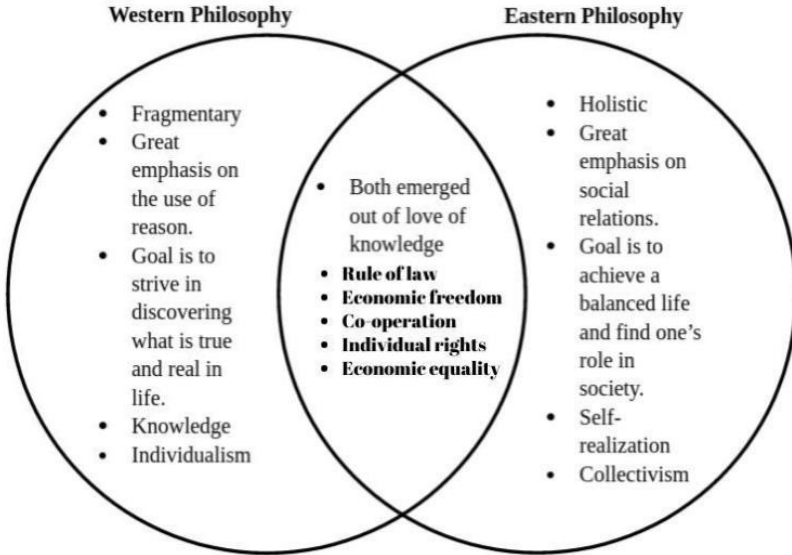 Western Philosophy
Eastern Philosophy
• Fragmentary
• Great
emphasis on
the use of
reason.
• Goal is to
strive in
discovering
what is true
and real in
life.
• Knowledge
• Individualism
• Both emerged
out of love of
knowledge
• Rule of law
• Economic freedom
• Co-operation
• Individual rights
• Economic equality
• Holistic
• Great
emphasis on
social
relations.
• Goal is to
achieve a
balanced life
and find one's
role in
society.
• Self-
realization
• Collectivism